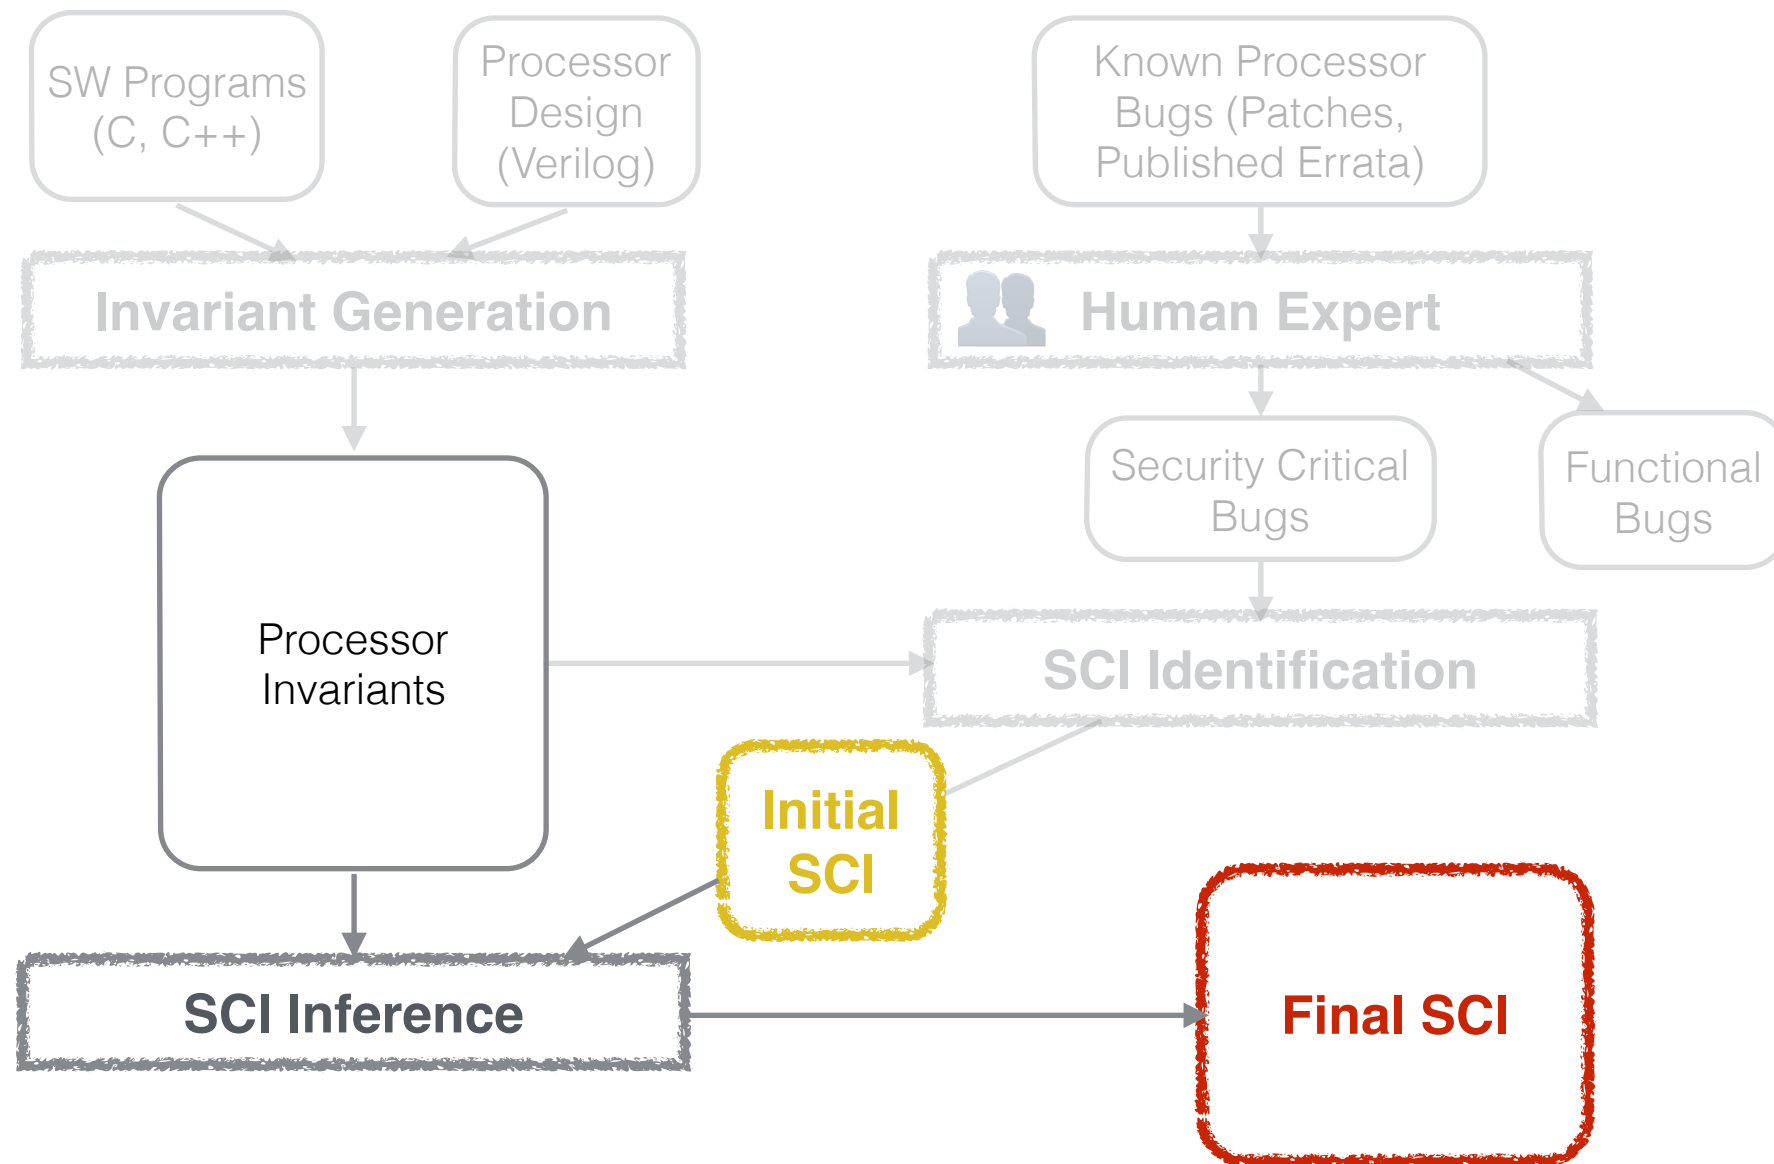 SW Programs
(C, C++)
Processor
Design
(Verilog)
Known Processor
Bugs (Patches,
Published Errata)
Invariant Generation
Human Expert
Security Critical
Bugs
Functional
Bugs
Processor
Invariants
SCI Identification
Initial
SCI
SCI Inference
Final SCI